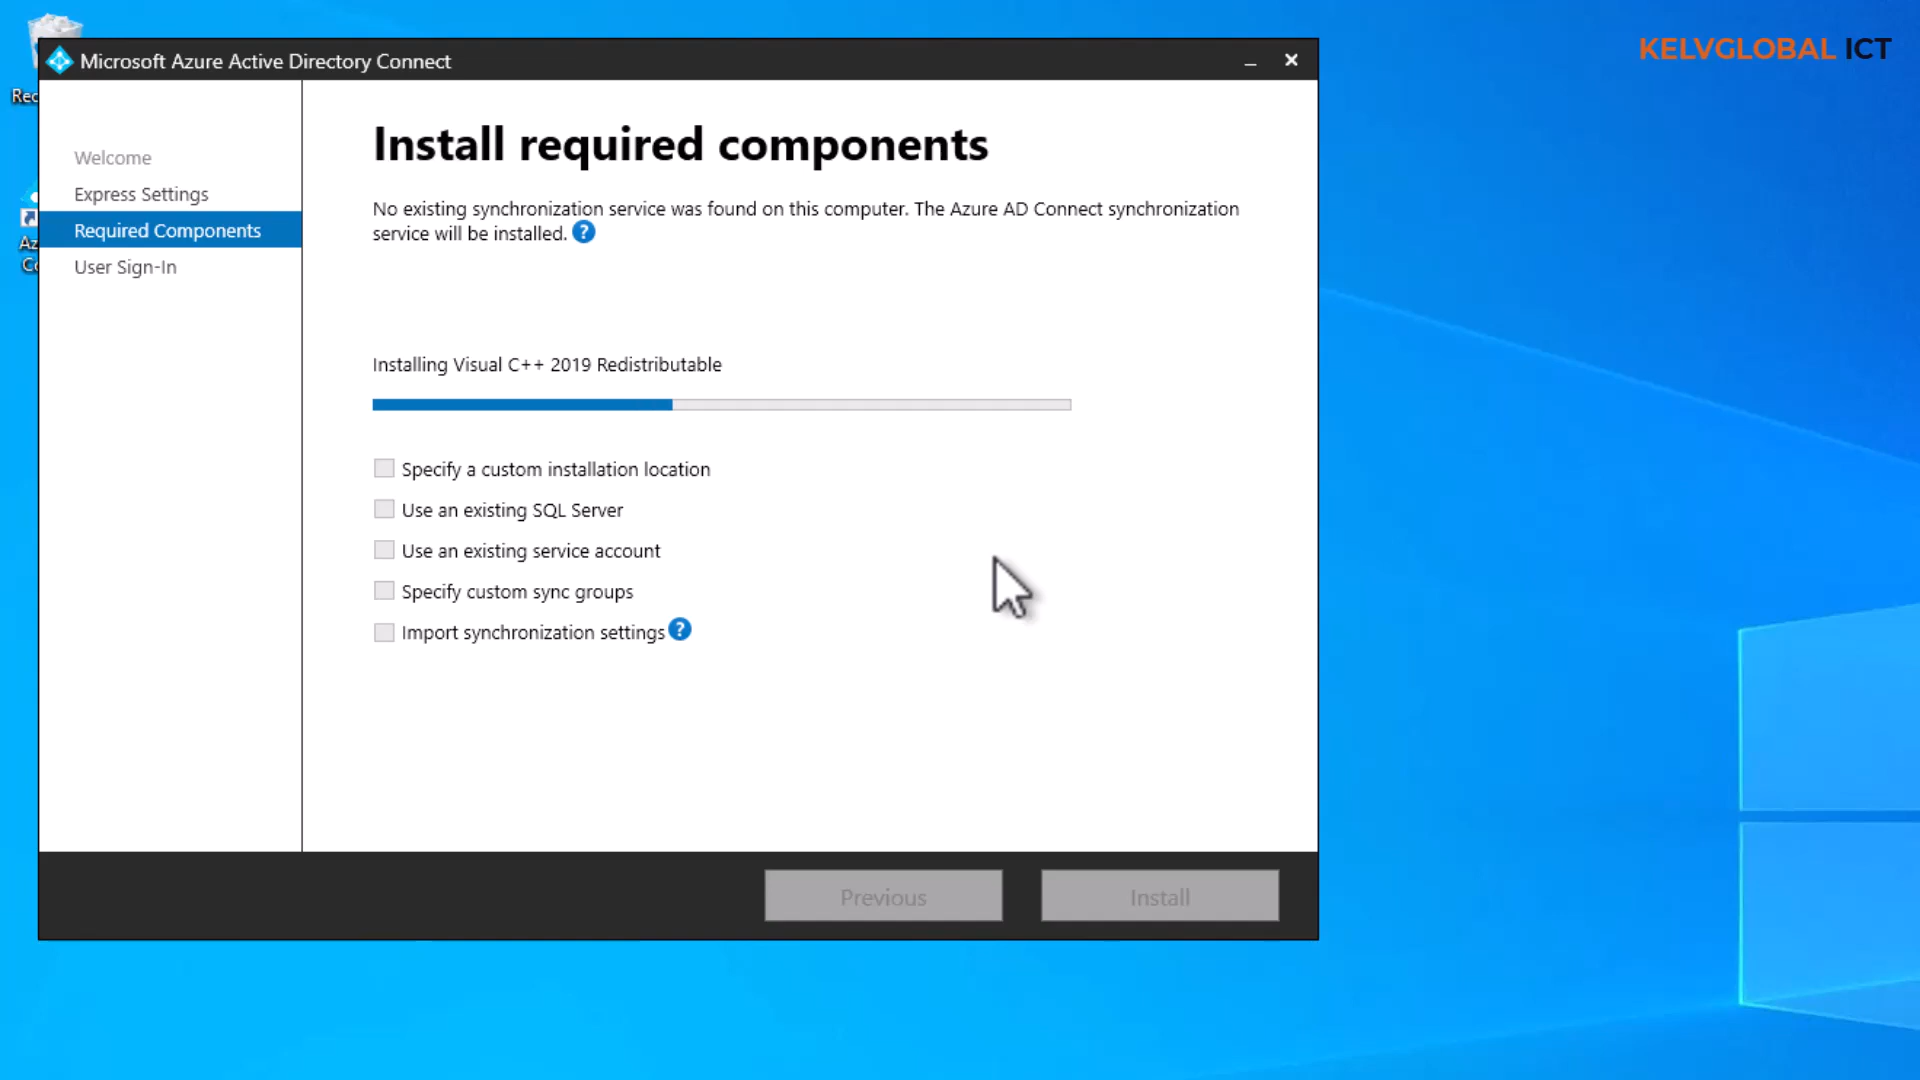 Microsoft Azure Active Directory Connect
KELVGLOBAL ICT
Welcome
Express Settings
Required Components
User Sign-In
Install required components
No existing synchronization service was found on this computer. The Azure AD Connect synchronization
service will be installed. ?
Installing Visual C++ 2019 Redistributable
Specify a custom installation location
Use an existing SQL Server
Use an existing service account
Specify custom sync groups
Import synchronization settings ?
Previous
Install